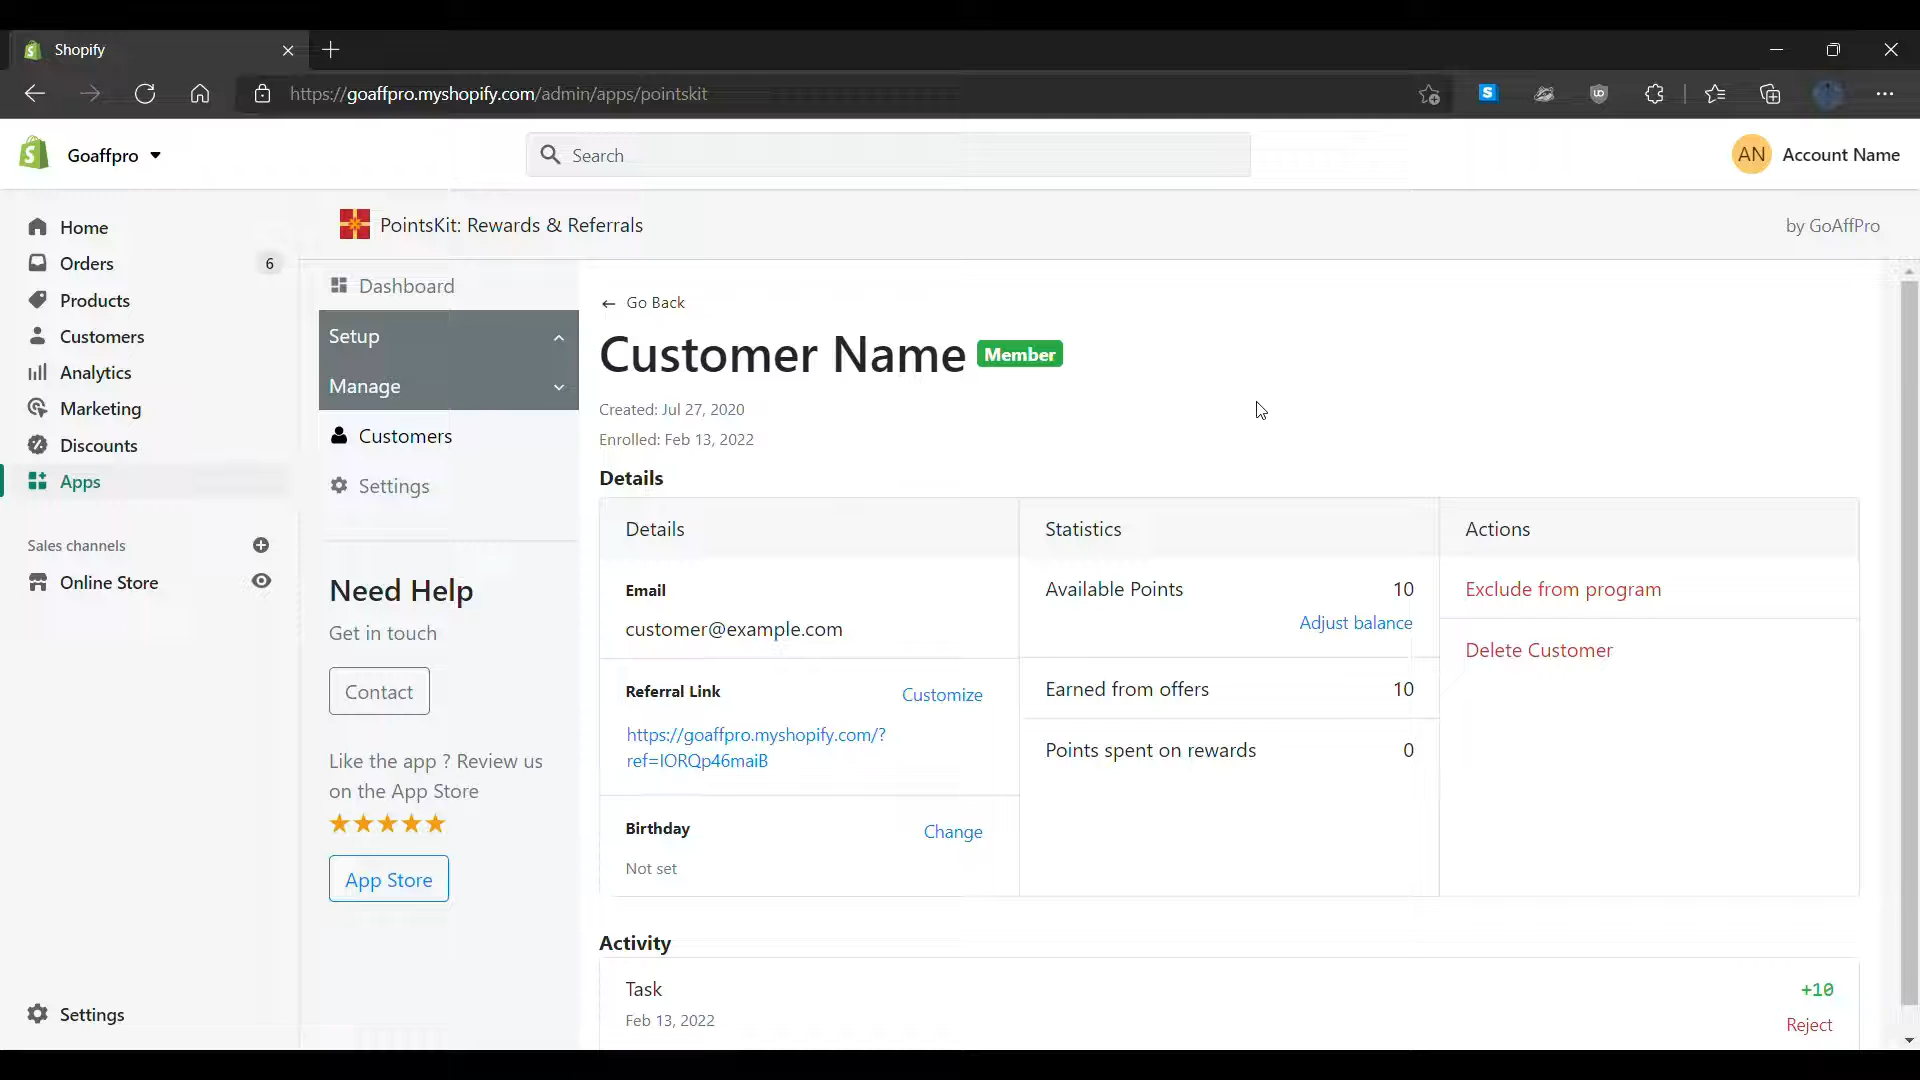 Shopify
https://goaffpro.myshopify.com/admin/apps/pointskit
Goaffpro
Search
AN Account Name
Home
Orders 6
Products
Customers
Analytics
Marketing
Discounts
Apps
Sales channels
Online Store
Settings
PointsKit: Rewards & Referrals
by GoAffPro
Dashboard
Setup
Manage
Customers
Settings
Need Help
Get in touch
Contact
Like the app ? Review us
on the App Store
App Store
Go Back
Customer Name Member
Created: Jul 27, 2020
Enrolled: Feb 13, 2022
Details
Details
Email
customer@example.com
Referral Link Customize
https://goaffpro.myshopify.com/?
ref=IORQp46maiB
Birthday Change
Not set
Statistics
Available Points 10
Adjust balance
Earned from offers 10
Points spent on rewards 0
Actions
Exclude from program
Delete Customer
Activity
Task +10
Feb 13, 2022
Reject